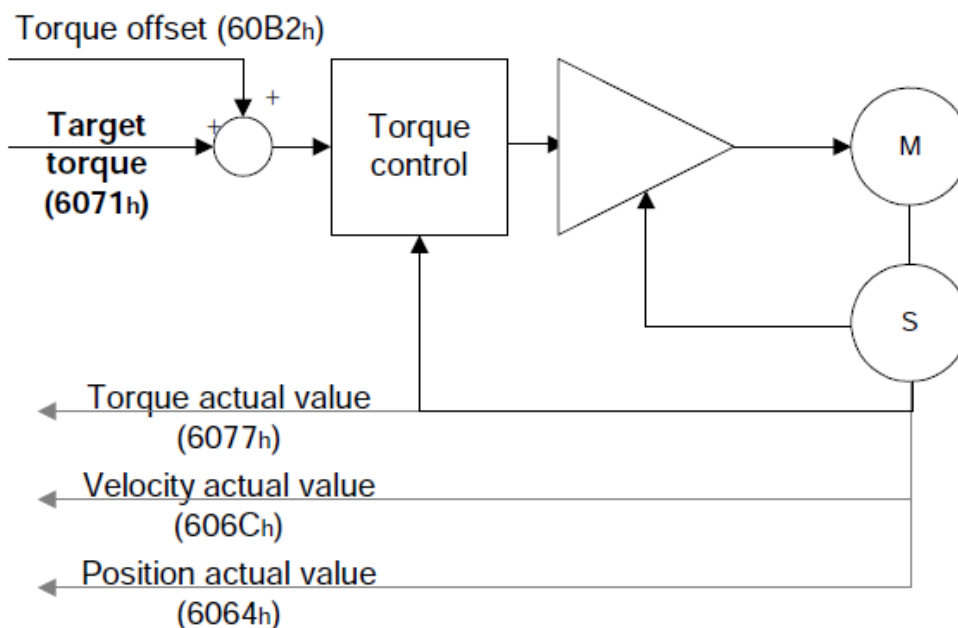 Torque offset (60B2h)
+
+
Target
torque
(6071h)
Torque
control
M
S
Torque actual value
(6077h)
Velocity actual value
(606Ch)
Position actual value
(6064h)